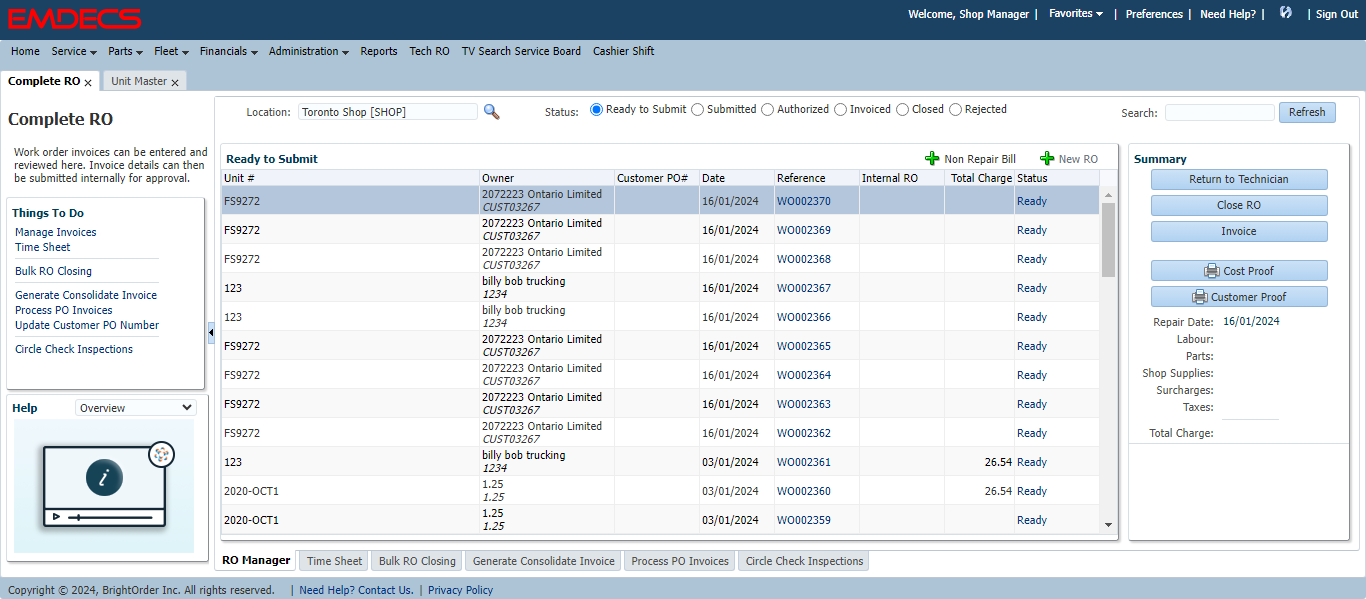 EMDECS
Welcome, Shop Manager | Favorites | Preferences | Need Help? | | Sign Out
Home Service Parts Fleet Financials Administration Reports Tech RO TV Search Service Board Cashier Shift
Complete RO x Unit Master x
Complete RO
Work order invoices can be entered and
reviewed here. Invoice details can then
be submitted internally for approval.
Things To Do
Manage Invoices
Time Sheet
Bulk RO Closing
Generate Consolidate Invoice
Process PO Invoices
Update Customer PO Number
Circle Check Inspections
Help Overview
i
Location: Toronto Shop [SHOP] Status: Ready to Submit Submitted Authorized Invoiced Closed Rejected Search: Refresh
Ready to Submit Non Repair Bill New RO
Unit # Owner Customer PO# Date Reference Internal RO Total Charge Status
FS9272 2072223 Ontario Limited 16/01/2024 WO002370 Ready
CUST03267
FS9272 2072223 Ontario Limited 16/01/2024 WO002369 Ready
CUST03267
FS9272 2072223 Ontario Limited 16/01/2024 WO002368 Ready
CUST03267
123 billy bob trucking 16/01/2024 WO002367 Ready
1234
123 billy bob trucking 16/01/2024 WO002366 Ready
1234
FS9272 2072223 Ontario Limited 16/01/2024 WO002365 Ready
CUST03267
FS9272 2072223 Ontario Limited 16/01/2024 WO002364 Ready
CUST03267
FS9272 2072223 Ontario Limited 16/01/2024 WO002363 Ready
CUST03267
FS9272 2072223 Ontario Limited 16/01/2024 WO002362 Ready
CUST03267
123 billy bob trucking 03/01/2024 WO002361 26.54 Ready
1234
2020-OCT1 1.25 03/01/2024 WO002360 26.54 Ready
1.25
2020-OCT1 1.25 03/01/2024 WO002359 Ready
1.25
Summary
Return to Technician
Close RO
Invoice
Cost Proof
Customer Proof
Repair Date: 16/01/2024
Labour:
Parts:
Shop Supplies:
Surcharges:
Taxes:
Total Charge:
RO Manager Time Sheet Bulk RO Closing Generate Consolidate Invoice Process PO Invoices Circle Check Inspections
Copyright © 2024, BrightOrder Inc. All rights reserved. | Need Help? Contact Us. | Privacy Policy